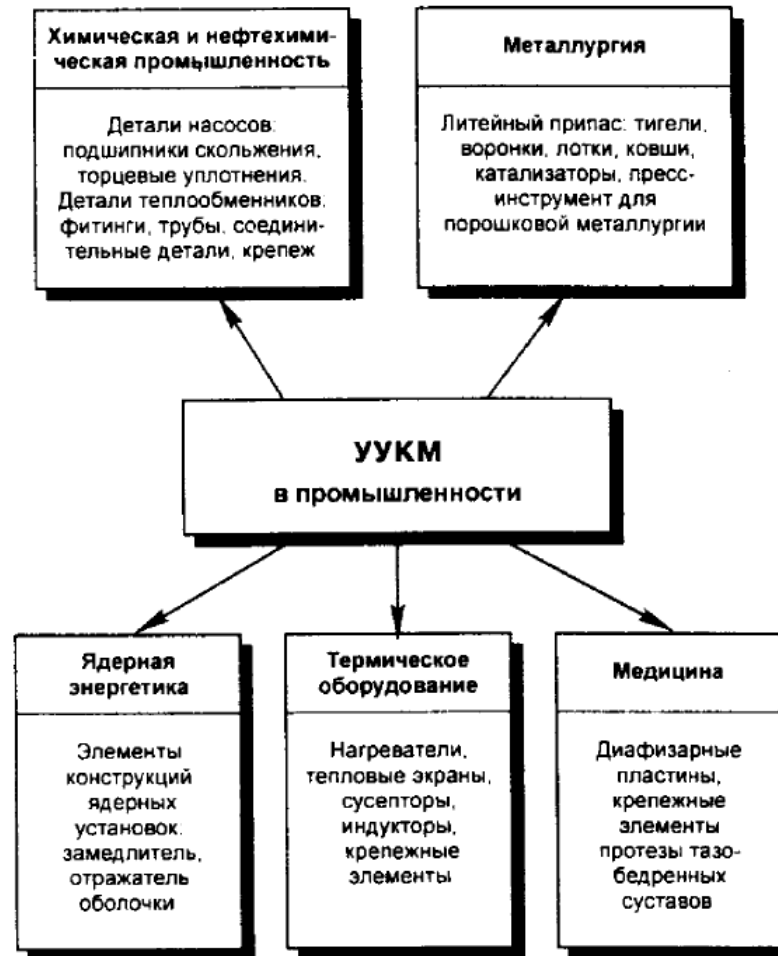 Химическая и нефтехими-
ческая промышленность
Детали насосов:
подшипники скольжения,
торцевые уплотнения.
Детали теплообменников:
фитинги, трубы, соедини-
тельные детали, крепеж
Металлургия
Литейный припас: тигели,
воронки, лотки, ковши,
катализаторы, пресс-
инструмент для
порошковой металлургии
УУКМ
в промышленности
Ядерная
энергетика
Элементы
конструкций
ядерных
установок:
замедлитель,
отражатель
оболочки
Термическое
оборудование
Нагреватели,
тепловые экраны,
сусепторы,
индукторы,
крепежные
элементы
Медицина
Диафизарные
пластины,
крепежные
элементы
протезы тазо-
бедренных
суставов